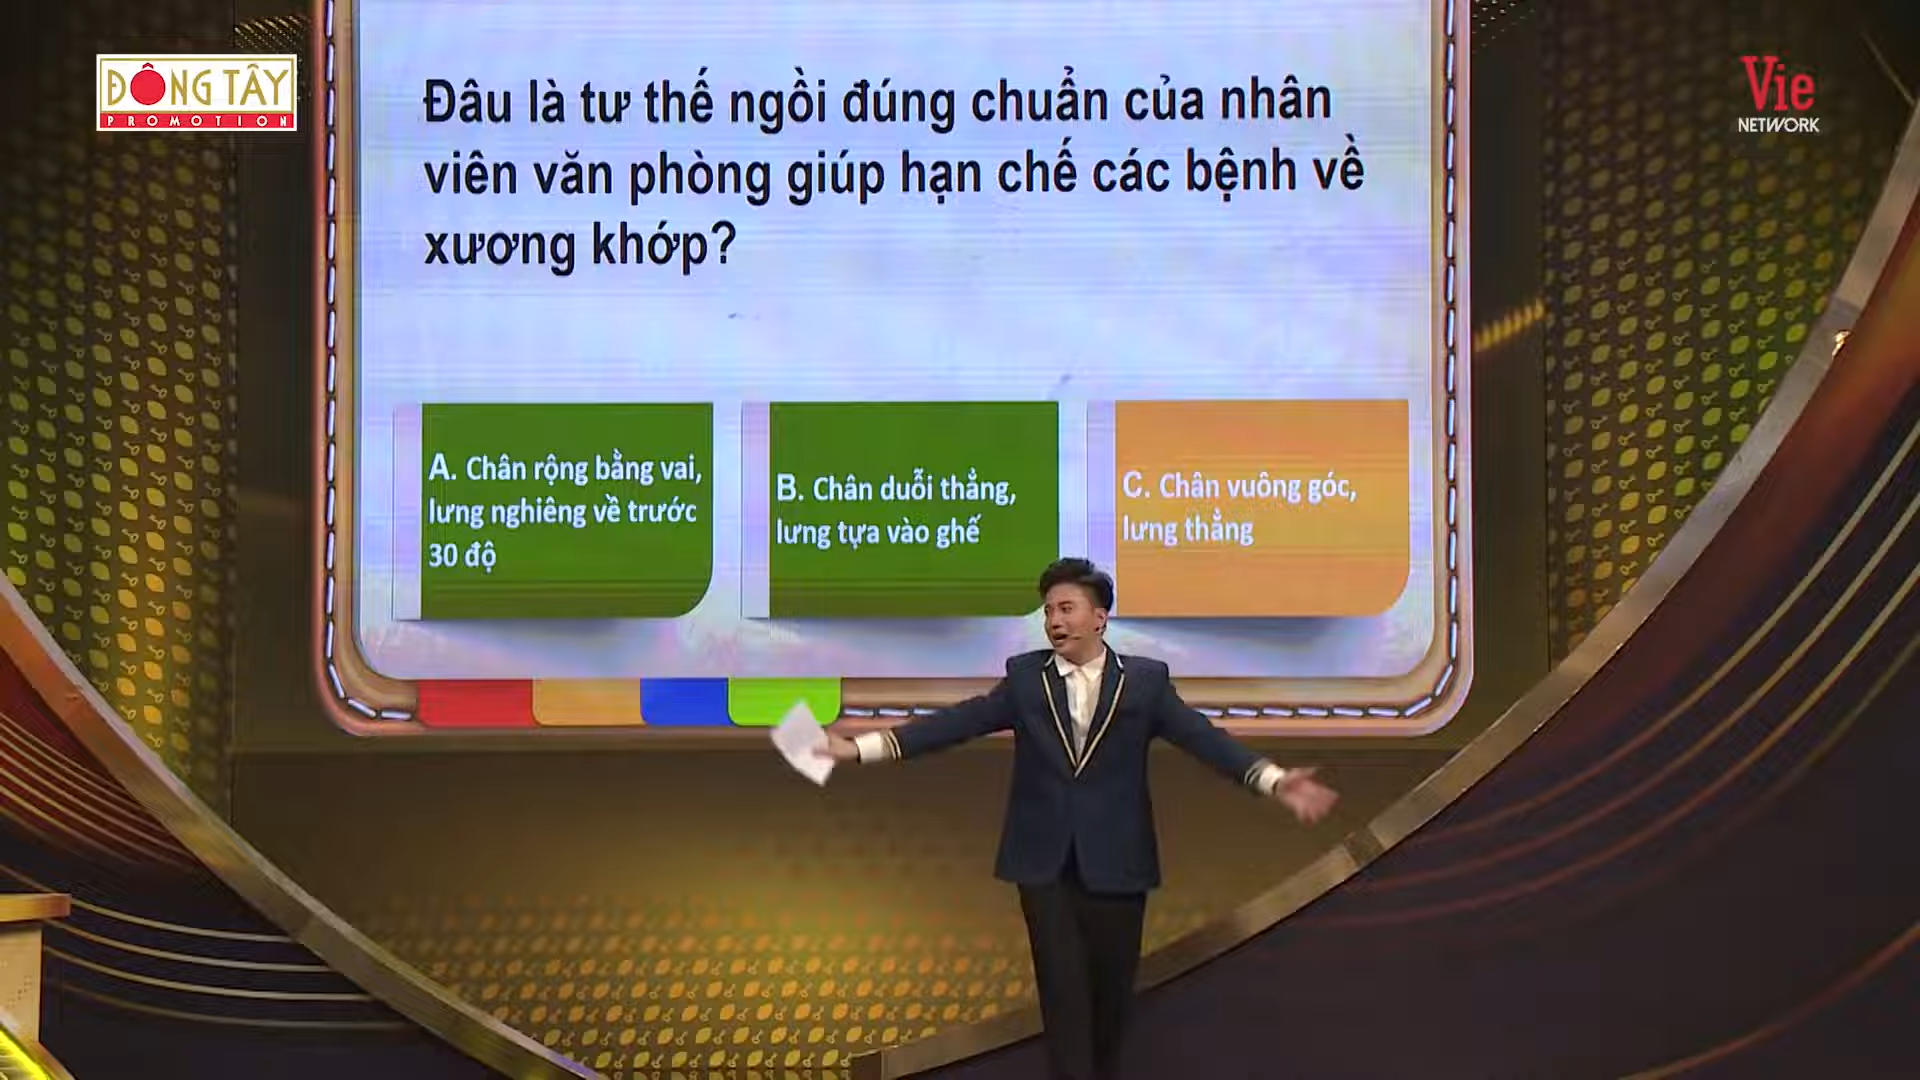 ĐÔNG TÂY
PROMOTION
Vie
NETWORK
Đâu là tư thế ngồi đúng chuẩn của nhân
viên văn phòng giúp hạn chế các bệnh về
xương khớp?
A. Chân rộng bằng vai,
lưng nghiêng về trước
30 độ
B. Chân duỗi thẳng,
lưng tựa vào ghế
C. Chân vuông góc,
lưng thẳng